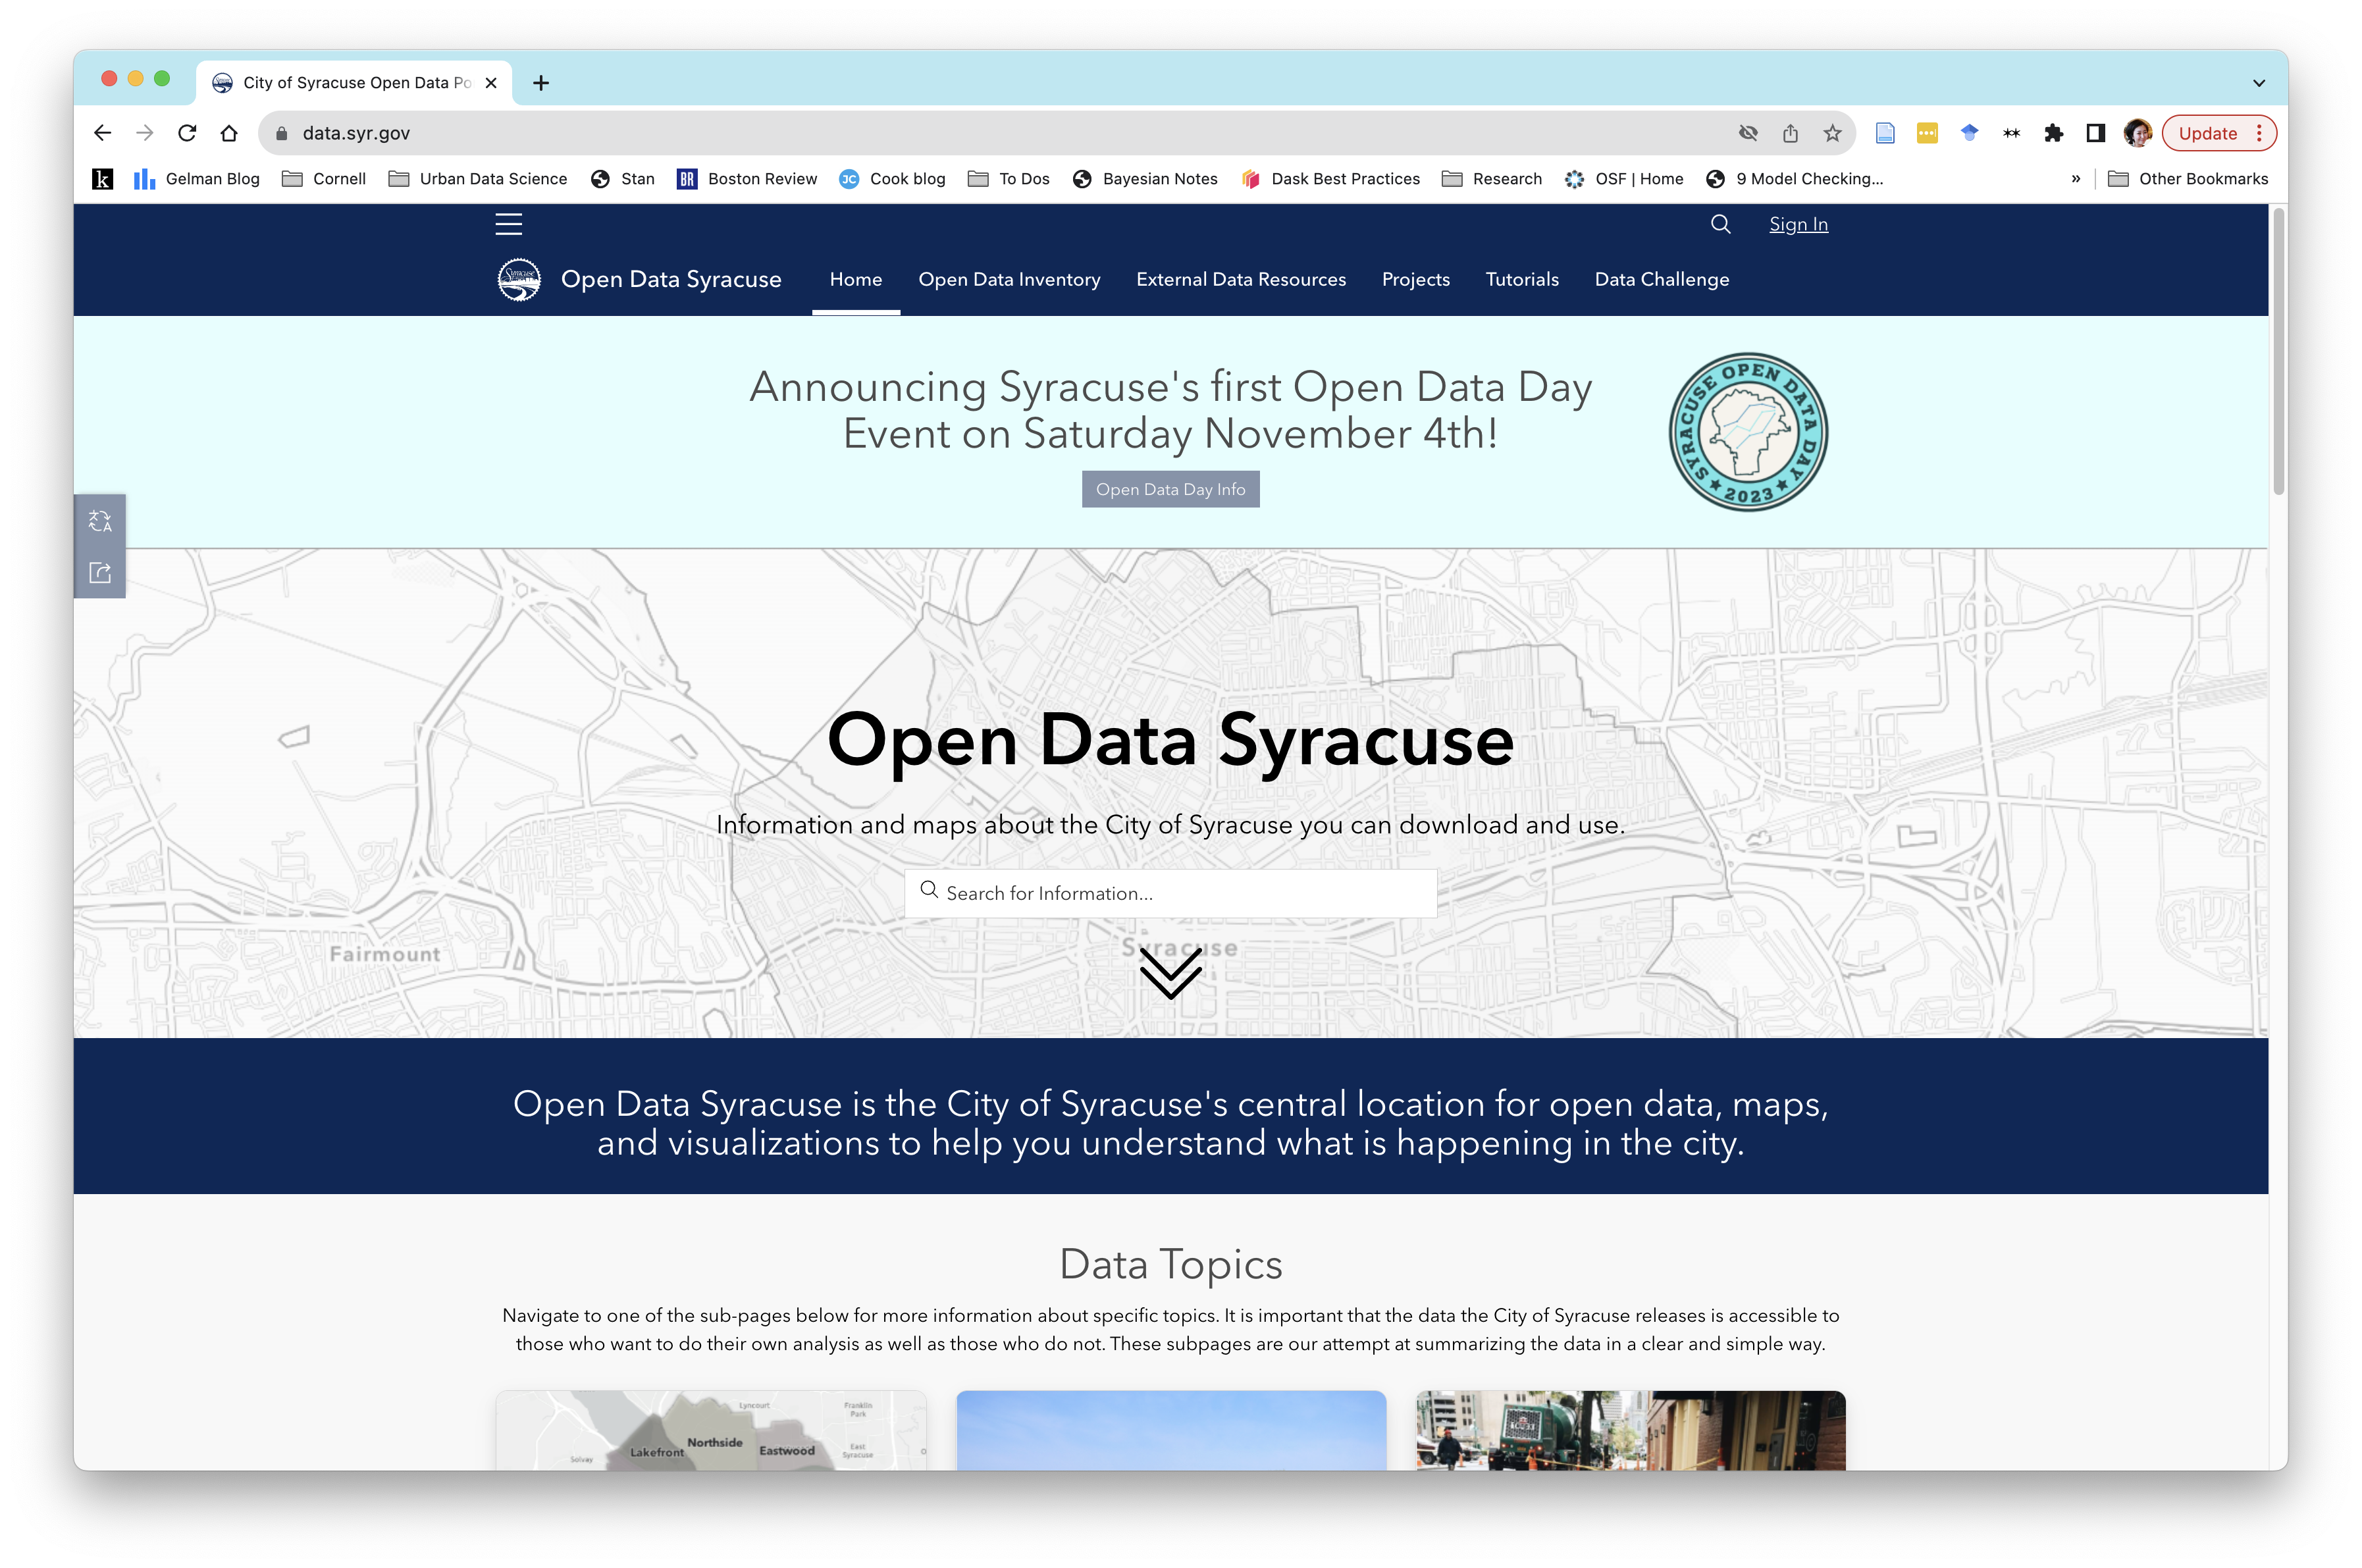 City of Syracuse Open Data Po
data.syr.gov
Update
k Gelman Blog Cornell Urban Data Science Stan BR Boston Review JC Cook blog To Dos Bayesian Notes Dask Best Practices Research OSF | Home 9 Model Checking... » Other Bookmarks
Sign In
Syracuse Open Data Syracuse Home Open Data Inventory External Data Resources Projects Tutorials Data Challenge
Announcing Syracuse's first Open Data Day
Event on Saturday November 4th!
Open Data Day Info
SYRACUSE OPEN DATA DAY
2023
Open Data Syracuse
Information and maps about the City of Syracuse you can download and use.
Search for Information...
Fairmount
Syracuse
Open Data Syracuse is the City of Syracuse's central location for open data, maps,
and visualizations to help you understand what is happening in the city.
Data Topics
Navigate to one of the sub-pages below for more information about specific topics. It is important that the data the City of Syracuse releases is accessible to
those who want to do their own analysis as well as those who do not. These subpages are our attempt at summarizing the data in a clear and simple way.
Lyncourt
Franklin
Park
Northside
Lakefront
Eastwood
East
Syracuse
Solvay